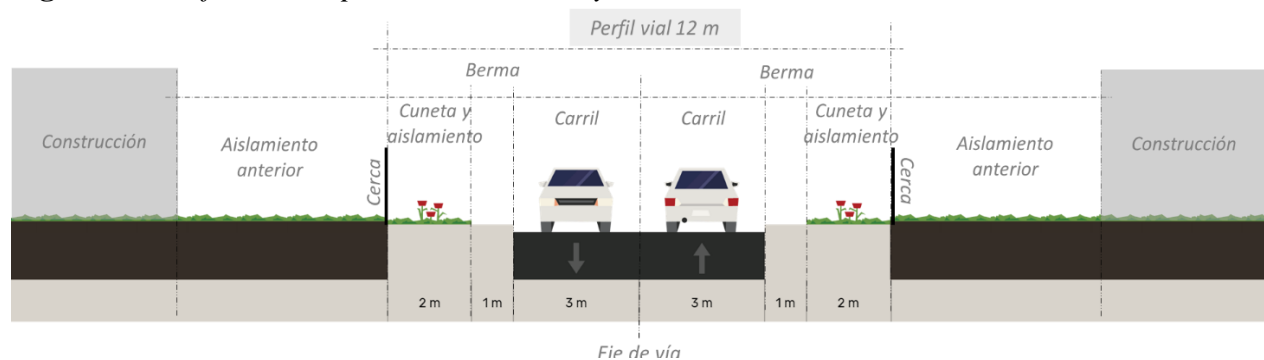 Perfil vial 12 m
Berma
Berma
Cuneta y
aislamiento
Carril
Carril
Cuneta y
aislamiento
Construcción
Aislamiento
anterior
Cerca
Cerca
Aislamiento
anterior
Construcción
2 m
1 m
3 m
3 m
1 m
2 m
Eje de vía